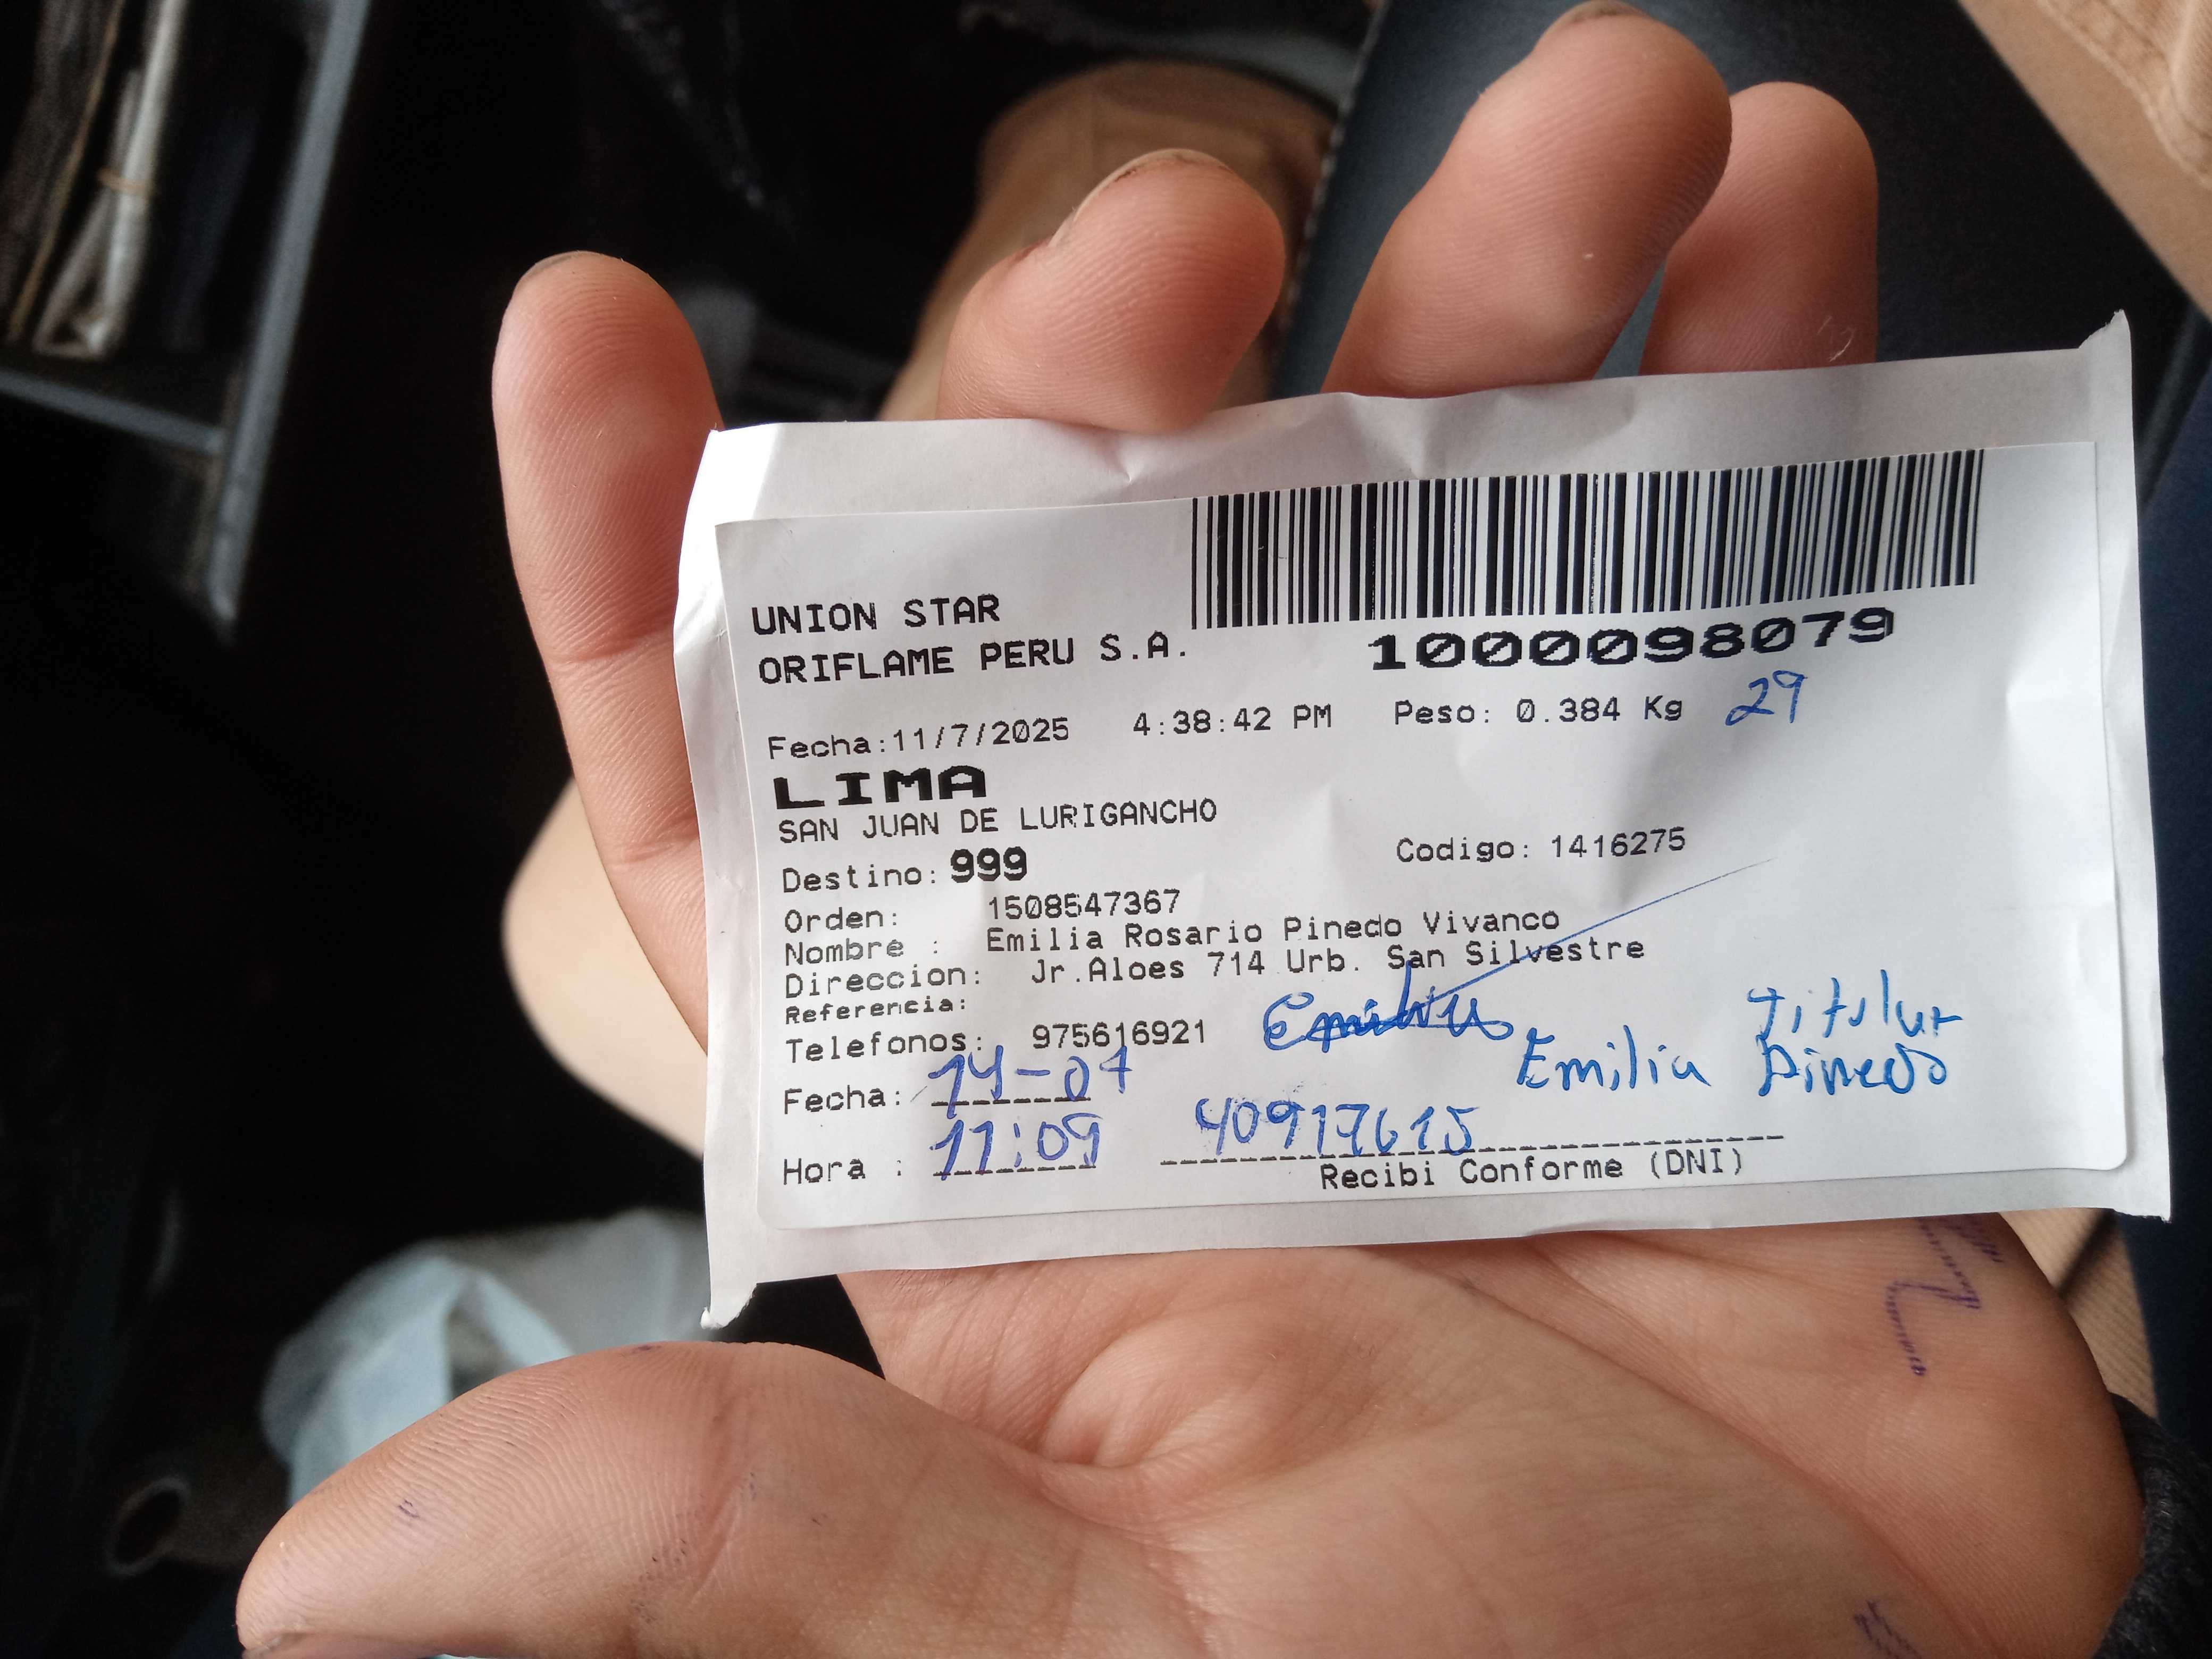 UNION STAR
ORIFLAME PERU S.A.
1000098079
Fecha:11/7/2025 4:38:42 PM Peso: 0.384 Kg 29
LIMA
SAN JUAN DE LURIGANCHO
Destino: 999 Codigo: 1416275
Orden: 1508547367
Nombre : Emilia Rosario Pinedo Vivanco
Direccion: Jr.Aloes 714 Urb. San Silvestre
Referencia:
Telefonos: 975616921 Emilia Titular
Fecha: 14-07 Emilia Pinedo
Hora : 11:09 40917615
Recibi Conforme (DNI)